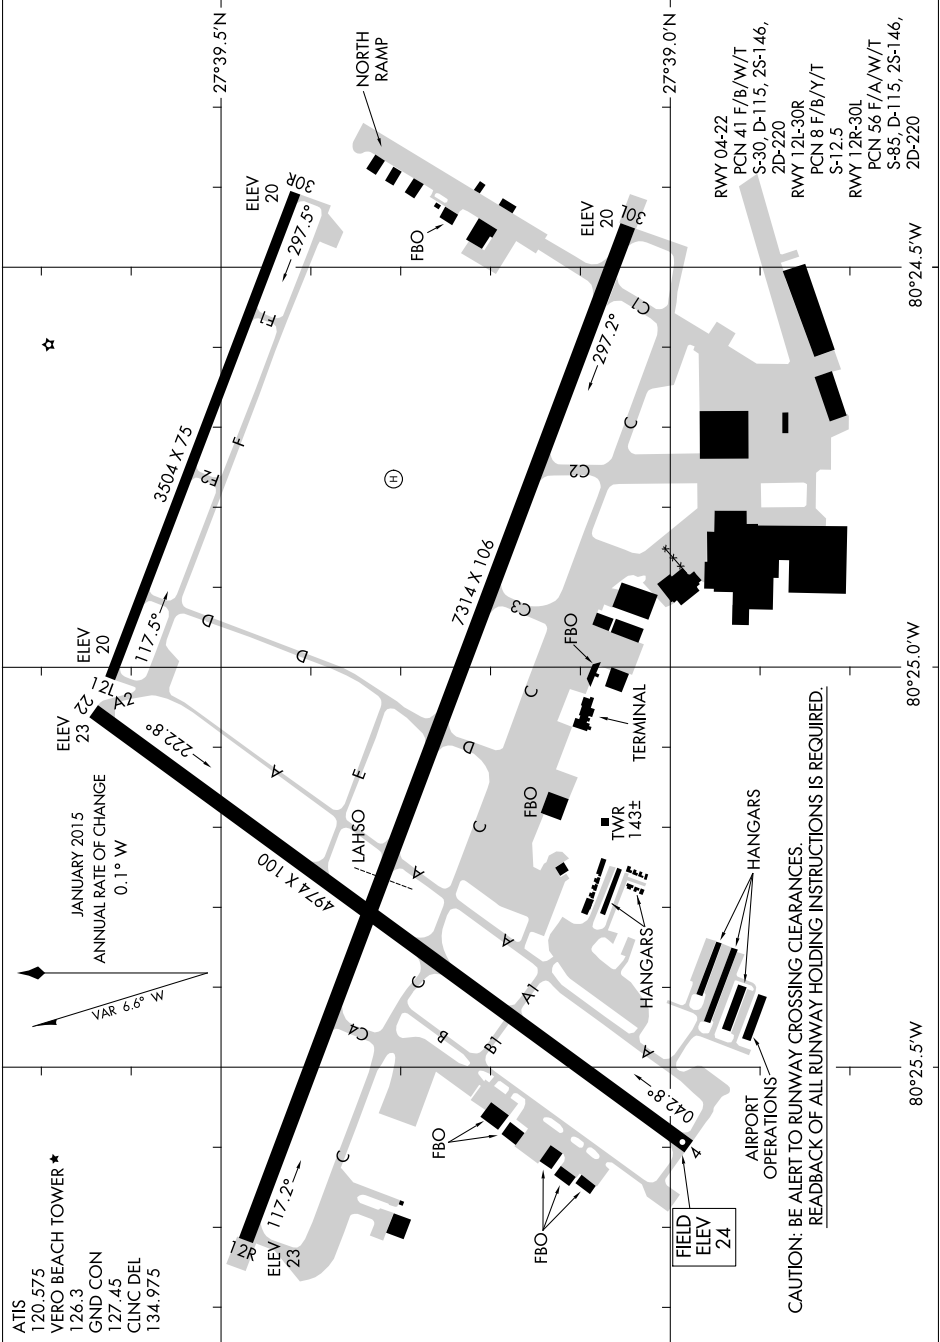 ATIS
120.575
VERO BEACH TOWER ★
126.3
GND CON
127.45
CLNC DEL
134.975
VAR 6.6° W
JANUARY 2015
ANNUAL RATE OF CHANGE
0.1° W
27°39.5'N
27°39.0'N
80°24.5'W
80°25.0'W
80°25.5'W
NORTH
RAMP
FBO
ELEV
20
30R
297.5°
F1
F
F2
3504 X 75
117.5°
ELEV
20
12L
A2
22
ELEV
23
222.8°
A
E
D
D
LAHSO
4974 X 100
H
ELEV
20
30L
297.2°
C1
C
C2
7314 X 106
C3
C
D
C
A
A
A1
C
B
B1
C4
A
042.8°
4
C
117.2°
12R
ELEV
23
FBO
FBO
FBO
FBO
TERMINAL
TWR
143±
HANGARS
HANGARS
AIRPORT
OPERATIONS
FIELD
ELEV
24
RWY 04-22
PCN 41 F/B/W/T
S-30, D-115, 2S-146,
2D-220
RWY 12L-30R
PCN 8 F/B/Y/T
S-12.5
RWY 12R-30L
PCN 56 F/A/W/T
S-85, D-115, 2S-146,
2D-220
CAUTION: BE ALERT TO RUNWAY CROSSING CLEARANCES.
READBACK OF ALL RUNWAY HOLDING INSTRUCTIONS IS REQUIRED.